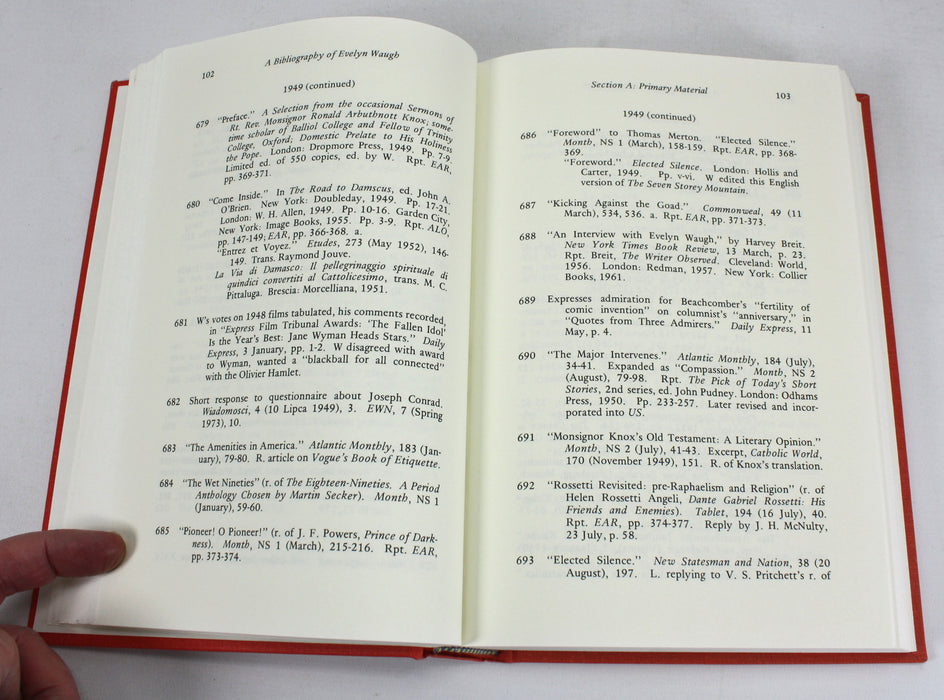 102
A Bibliography of Evelyn Waugh
1949 (continued)
679 "Preface." A Selection from the occasional Sermons of
Rt. Rev. Monsignor Ronald Arbuthnott Knox; some-
time scholar of Balliol College and Fellow of Trinity
College, Oxford; Domestic Prelate to His Holiness
the Pope. London: Dropmore Press, 1949. Pp. 7-9.
Limited ed. of 550 copies, ed. by W. Rpt. EAR,
pp. 369-371.
680 "Come Inside." In The Road to Damscus, ed. John A.
O'Brien. New York: Doubleday, 1949. Pp. 17-21.
London: W. H. Allen, 1949. Pp. 10-16. Garden City,
New York: Image Books, 1955. Pp. 3-9. Rpt. ALO,
pp. 147-149; EAR, pp. 366-368. a.
"Entrez et Voyez." Etudes, 273 (May 1952), 146-
149. Trans. Raymond Jouve.
La Via di Damasco: Il pellegrinaggio spirituale di
quindici convertiti al Cattolicesimo, trans. M. C.
Pittaluga. Brescia: Morcelliana, 1951.
681 W's votes on 1948 films tabulated, his comments recorded,
in "Express Film Tribunal Awards: 'The Fallen Idol'
Is the Year's Best: Jane Wyman Heads Stars." Daily
Express, 3 January, pp. 1-2. W disagreed with award
to Wyman, wanted a "blackball for all connected"
with the Olivier Hamlet.
682 Short response to questionnaire about Joseph Conrad.
Wiadomosci, 4 (10 Lipca 1949), 3. EWN, 7 (Spring
1973), 10.
683 "The Amenities in America." Atlantic Monthly, 183 (Jan-
uary), 79-80. R. article on Vogue's Book of Etiquette.
684 "The Wet Nineties" (r. of The Eighteen-Nineties. A Period
Anthology Chosen by Martin Secker). Month, NS 1
(January), 59-60.
685 "Pioneer! O Pioneer!" (r. of J. F. Powers, Prince of Dark-
ness). Month, NS 1 (March), 215-216. Rpt. EAR,
pp. 373-374.
Section A: Primary Material
103
1949 (continued)
686 "Foreword" to Thomas Merton. "Elected Silence."
Month, NS 1 (March), 158-159. Rpt. EAR, pp. 368-
369.
"Foreword." Elected Silence. London: Hollis and
Carter, 1949. Pp. v-vi. W edited this English
version of The Seven Storey Mountain.
687 "Kicking Against the Goad." Commonweal, 49 (11
March), 534, 536. a. Rpt. EAR, pp. 371-373.
688 "An Interview with Evelyn Waugh," by Harvey Breit.
New York Times Book Review, 13 March, p. 23.
Rpt. Breit, The Writer Observed. Cleveland: World,
1956. London: Redman, 1957. New York: Collier
Books, 1961.
689 Expresses admiration for Beachcomber's "fertility of
comic invention" on columnist's "anniversary," in
"Quotes from Three Admirers." Daily Express, 11
May, p. 4.
690 "The Major Intervenes." Atlantic Monthly, 184 (July),
34-41. Expanded as "Compassion." Month, NS 2
(August), 79-98. Rpt. The Pick of Today's Short
Stories, 2nd series, ed. John Pudney. London: Odhams
Press, 1950. Pp. 233-257. Later revised and incor-
porated into US.
691 "Monsignor Knox's Old Testament: A Literary Opinion."
Month, NS 2 (July), 41-43. Excerpt, Catholic World,
170 (November 1949), 151. R. of Knox's translation.
692 "Rossetti Revisited: pre-Raphaelism and Religion" (r. of
Helen Rossetti Angeli, Dante Gabriel Rossetti: His
Friends and Enemies). Tablet, 194 (16 July), 40.
Rpt. EAR, pp. 374-377. Reply by J. H. McNulty,
23 July, p. 58.
693 "Elected Silence." New Statesman and Nation, 38 (20
August), 197. L. replying to V. S. Pritchett's r. of